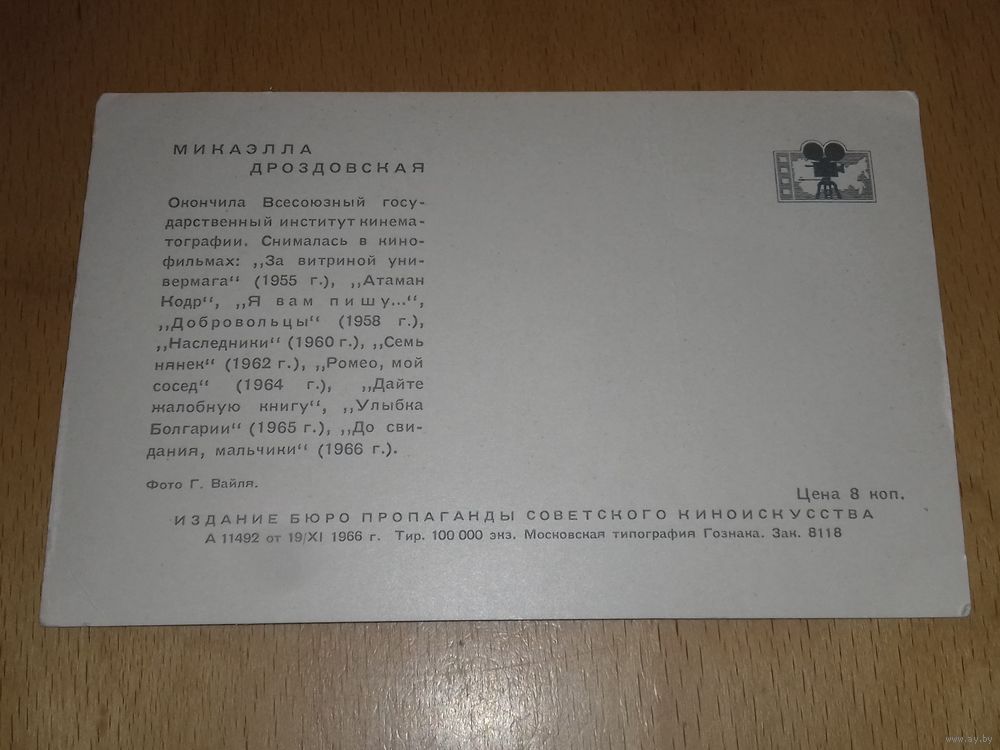 МИКАЭЛЛА
ДРОЗДОВСКАЯ
Окончила Всесоюзный госу-
дарственный институт кинема-
тографии. Снималась в кино-
фильмах: „За витриной уни-
вермага“ (1955 г.), „Атаман
Кодр“, „Я вам пишу...“,
„Добровольцы“ (1958 г.),
„Наследники“ (1960 г.), „Семь
нянек“ (1962 г.), „Ромео, мой
сосед“ (1964 г.), „Дайте
жалобную книгу“, „Улыбка
Болгарии“ (1965 г.), „До сви-
дания, мальчики“ (1966 г.).
Фото Г. Вайля.
Цена 8 коп.
ИЗДАНИЕ БЮРО ПРОПАГАНДЫ СОВЕТСКОГО КИНОИСКУССТВА
А 11492 от 19/XI 1966 г. Тир. 100 000 экз. Московская типография Гознака. Зак. 8118
www.ay.by